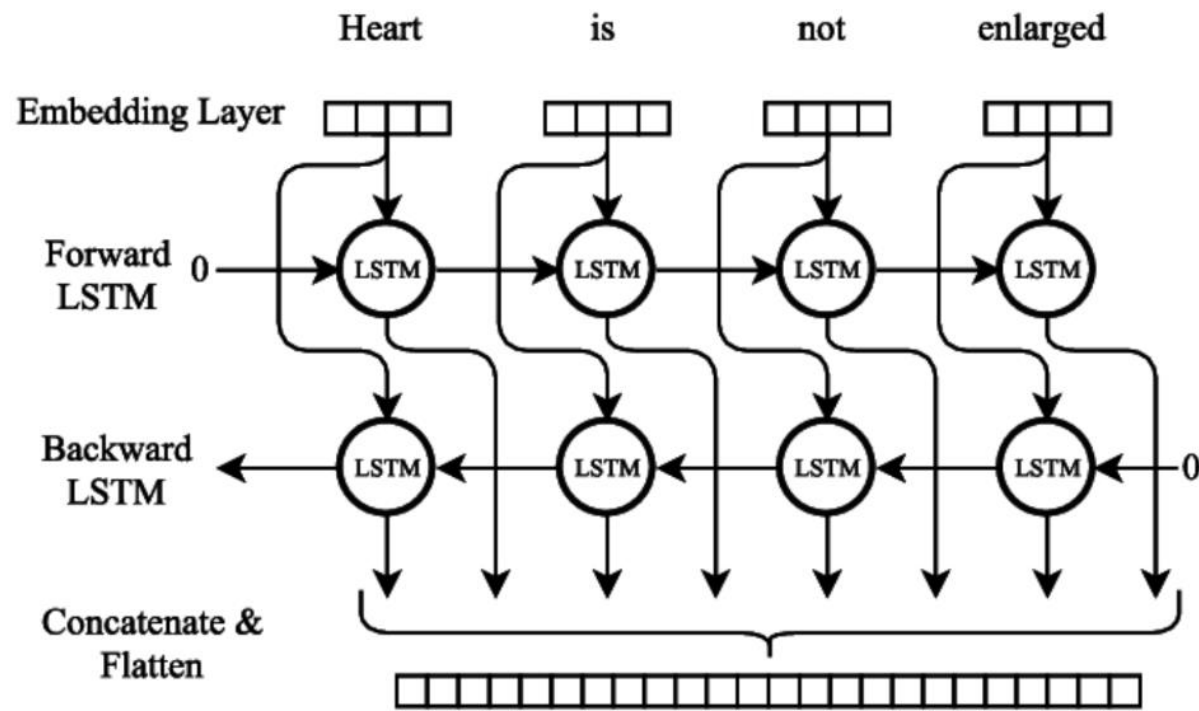 Heart is not enlarged
Embedding Layer
Forward
LSTM
0
LSTM LSTM LSTM LSTM
Backward
LSTM
LSTM LSTM LSTM LSTM
0
Concatenate &
Flatten